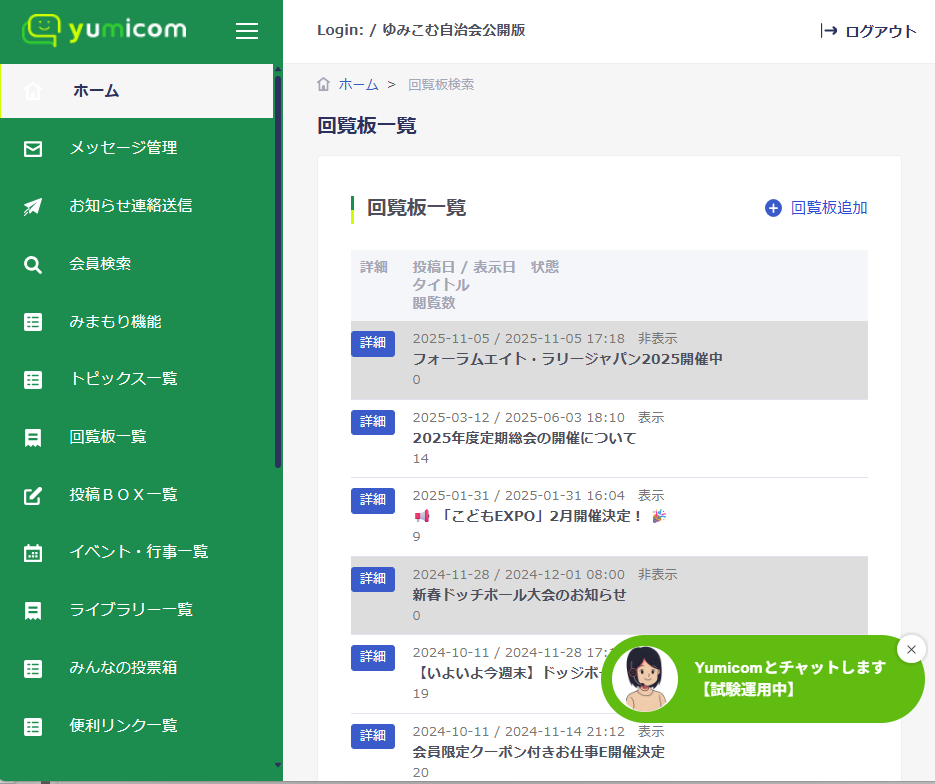 yumicom
Login: / ゆみこむ自治会公開版
ログアウト
ホーム
メッセージ管理
お知らせ連絡送信
会員検索
みまもり機能
トピックス一覧
回覧板一覧
投稿ＢＯＸ一覧
イベント・行事一覧
ライブラリー一覧
みんなの投票箱
便利リンク一覧
ホーム > 回覧板検索
回覧板一覧
回覧板一覧
回覧板追加
詳細 投稿日 / 表示日 状態
タイトル
閲覧数
詳細 2025-11-05 / 2025-11-05 17:18 非表示
フォーラムエイト・ラリージャパン2025開催中
0
詳細 2025-03-12 / 2025-06-03 18:10 表示
2025年度定期総会の開催について
14
詳細 2025-01-31 / 2025-01-31 16:04 表示
📢「こどもEXPO」2月開催決定！🎉
9
詳細 2024-11-28 / 2024-12-01 08:00 非表示
新春ドッチボール大会のお知らせ
0
詳細 2024-10-11 / 2024-11-28 17:
【いよいよ今週末】ドッジボ
19
詳細 2024-10-11 / 2024-11-14 21:12 表示
会員限定クーポン付きお仕事E開催決定
20
Yumicomとチャットします
【試験運用中】